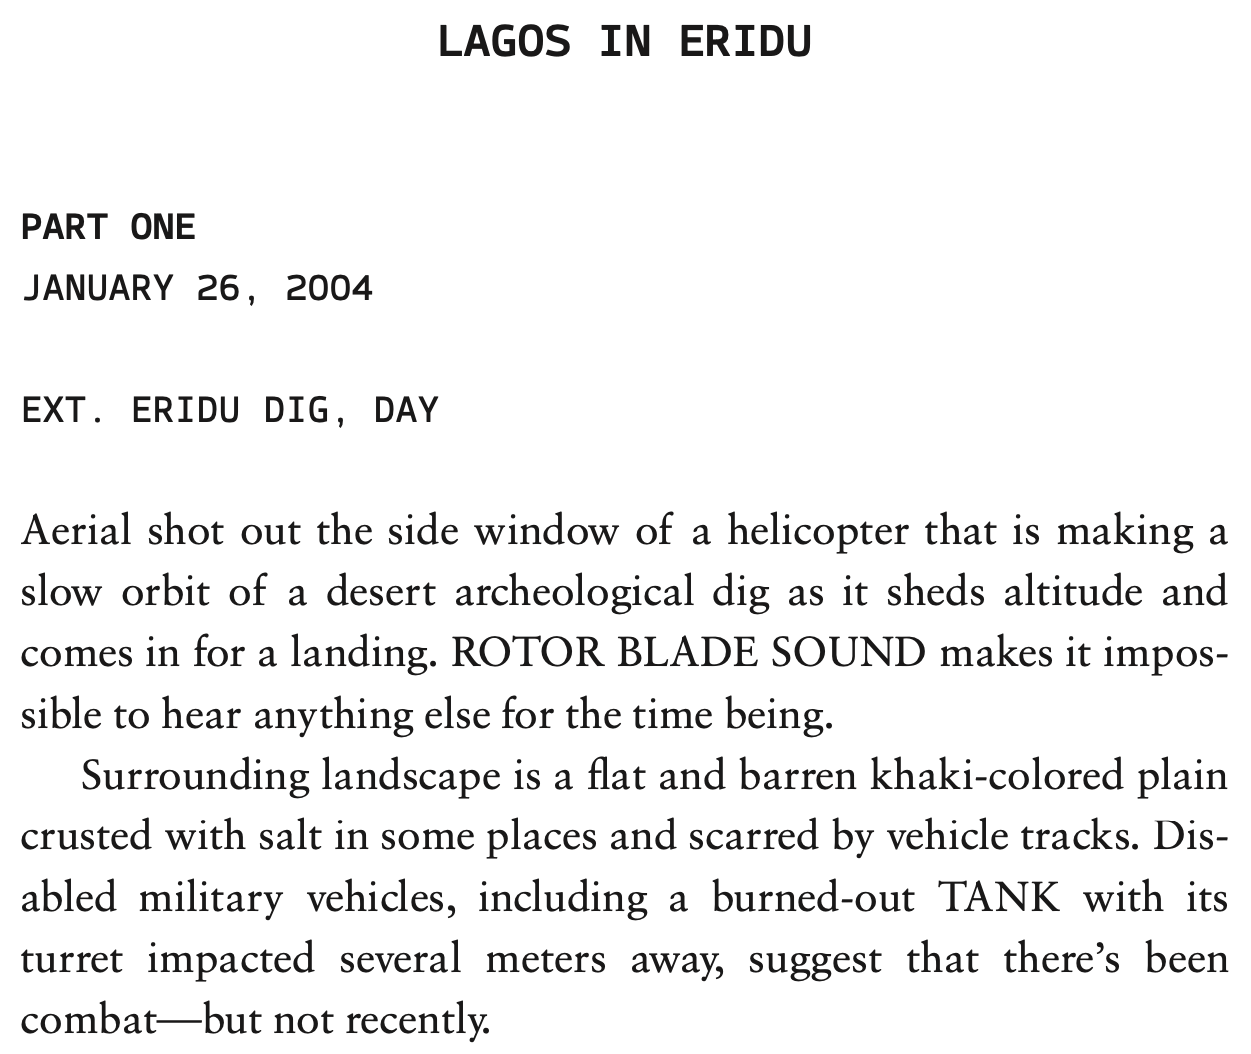 LAGOS IN ERIDU
PART ONE
JANUARY 26, 2004
EXT. ERIDU DIG, DAY
Aerial shot out the side window of a helicopter that is making a
slow orbit of a desert archeological dig as it sheds altitude and
comes in for a landing. ROTOR BLADE SOUND makes it impos-
sible to hear anything else for the time being.
Surrounding landscape is a flat and barren khaki-colored plain
crusted with salt in some places and scarred by vehicle tracks. Dis-
abled military vehicles, including a burned-out TANK with its
turret impacted several meters away, suggest that there’s been
combat—but not recently.